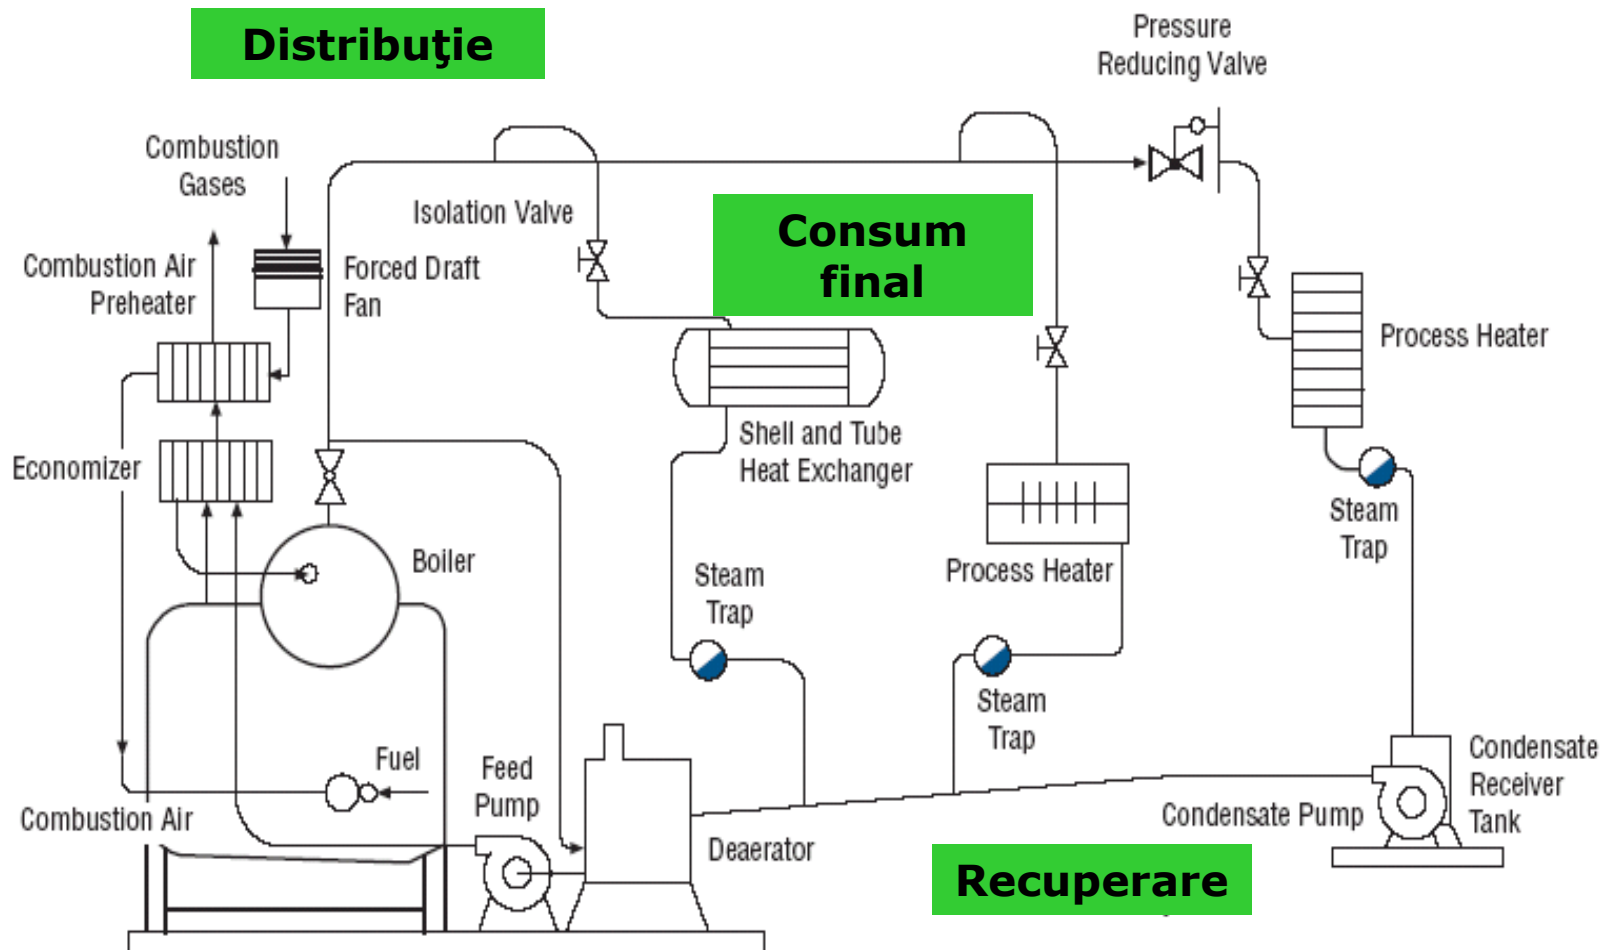 Distribuţie
Pressure
Reducing Valve
Combustion
Gases
Isolation Valve
Consum
final
Combustion Air
Preheater
Forced Draft
Fan
Process Heater
Shell and Tube
Heat Exchanger
Economizer
Steam
Trap
Boiler
Process Heater
Steam
Trap
Steam
Trap
Fuel
Feed
Pump
Combustion Air
Condensate
Receiver
Tank
Condensate Pump
Deaerator
Recuperare